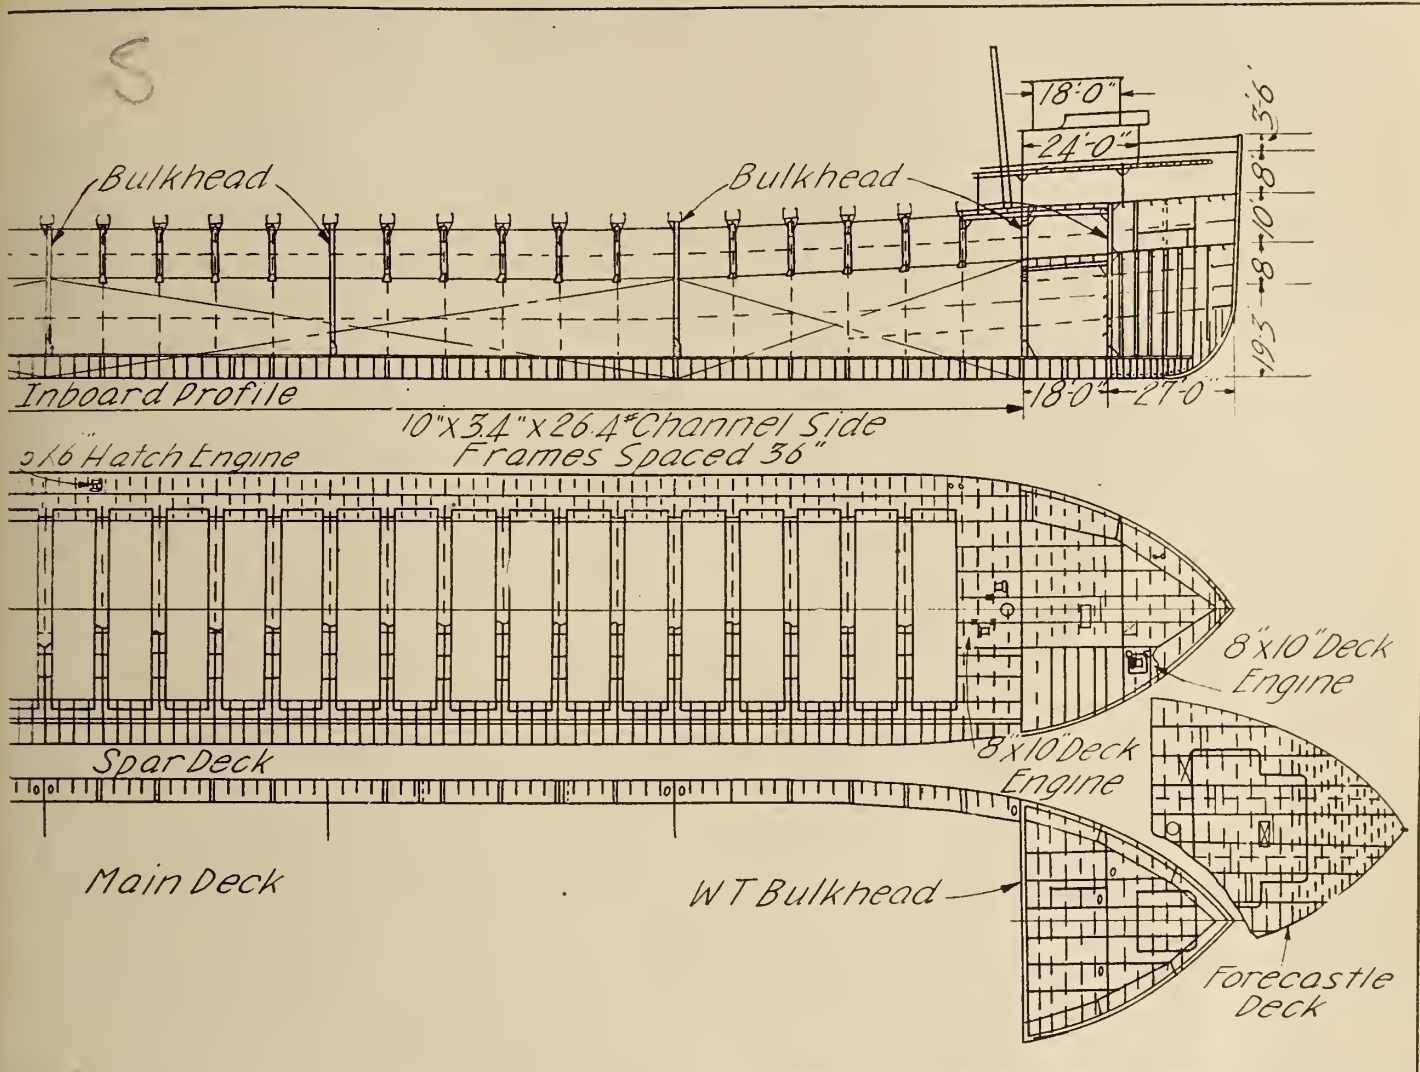 S
18'-0"
24'-0"
3'-6"
8'
10'
8'
19'3
Bulkhead
Bulkhead
Inboard Profile
18'-0"
27'-0"
10"x3.4"x26.4# Channel Side
Frames Spaced 36"
x6" Hatch Engine
8"x10" Deck
Engine
Spar Deck
8"x10" Deck
Engine
Main Deck
W T Bulkhead
Forecastle
Deck